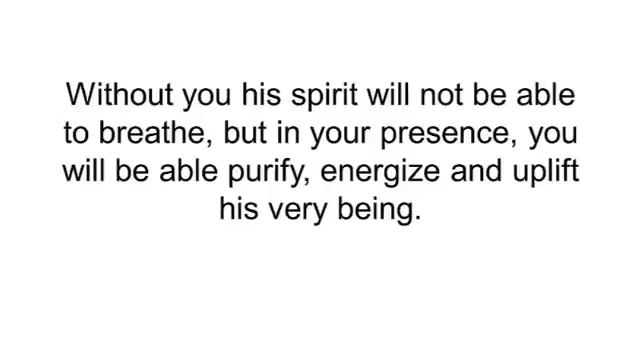 Without you his spirit will not be able
to breathe, but in your presence, you
will be able purify, energize and uplift
his very being.